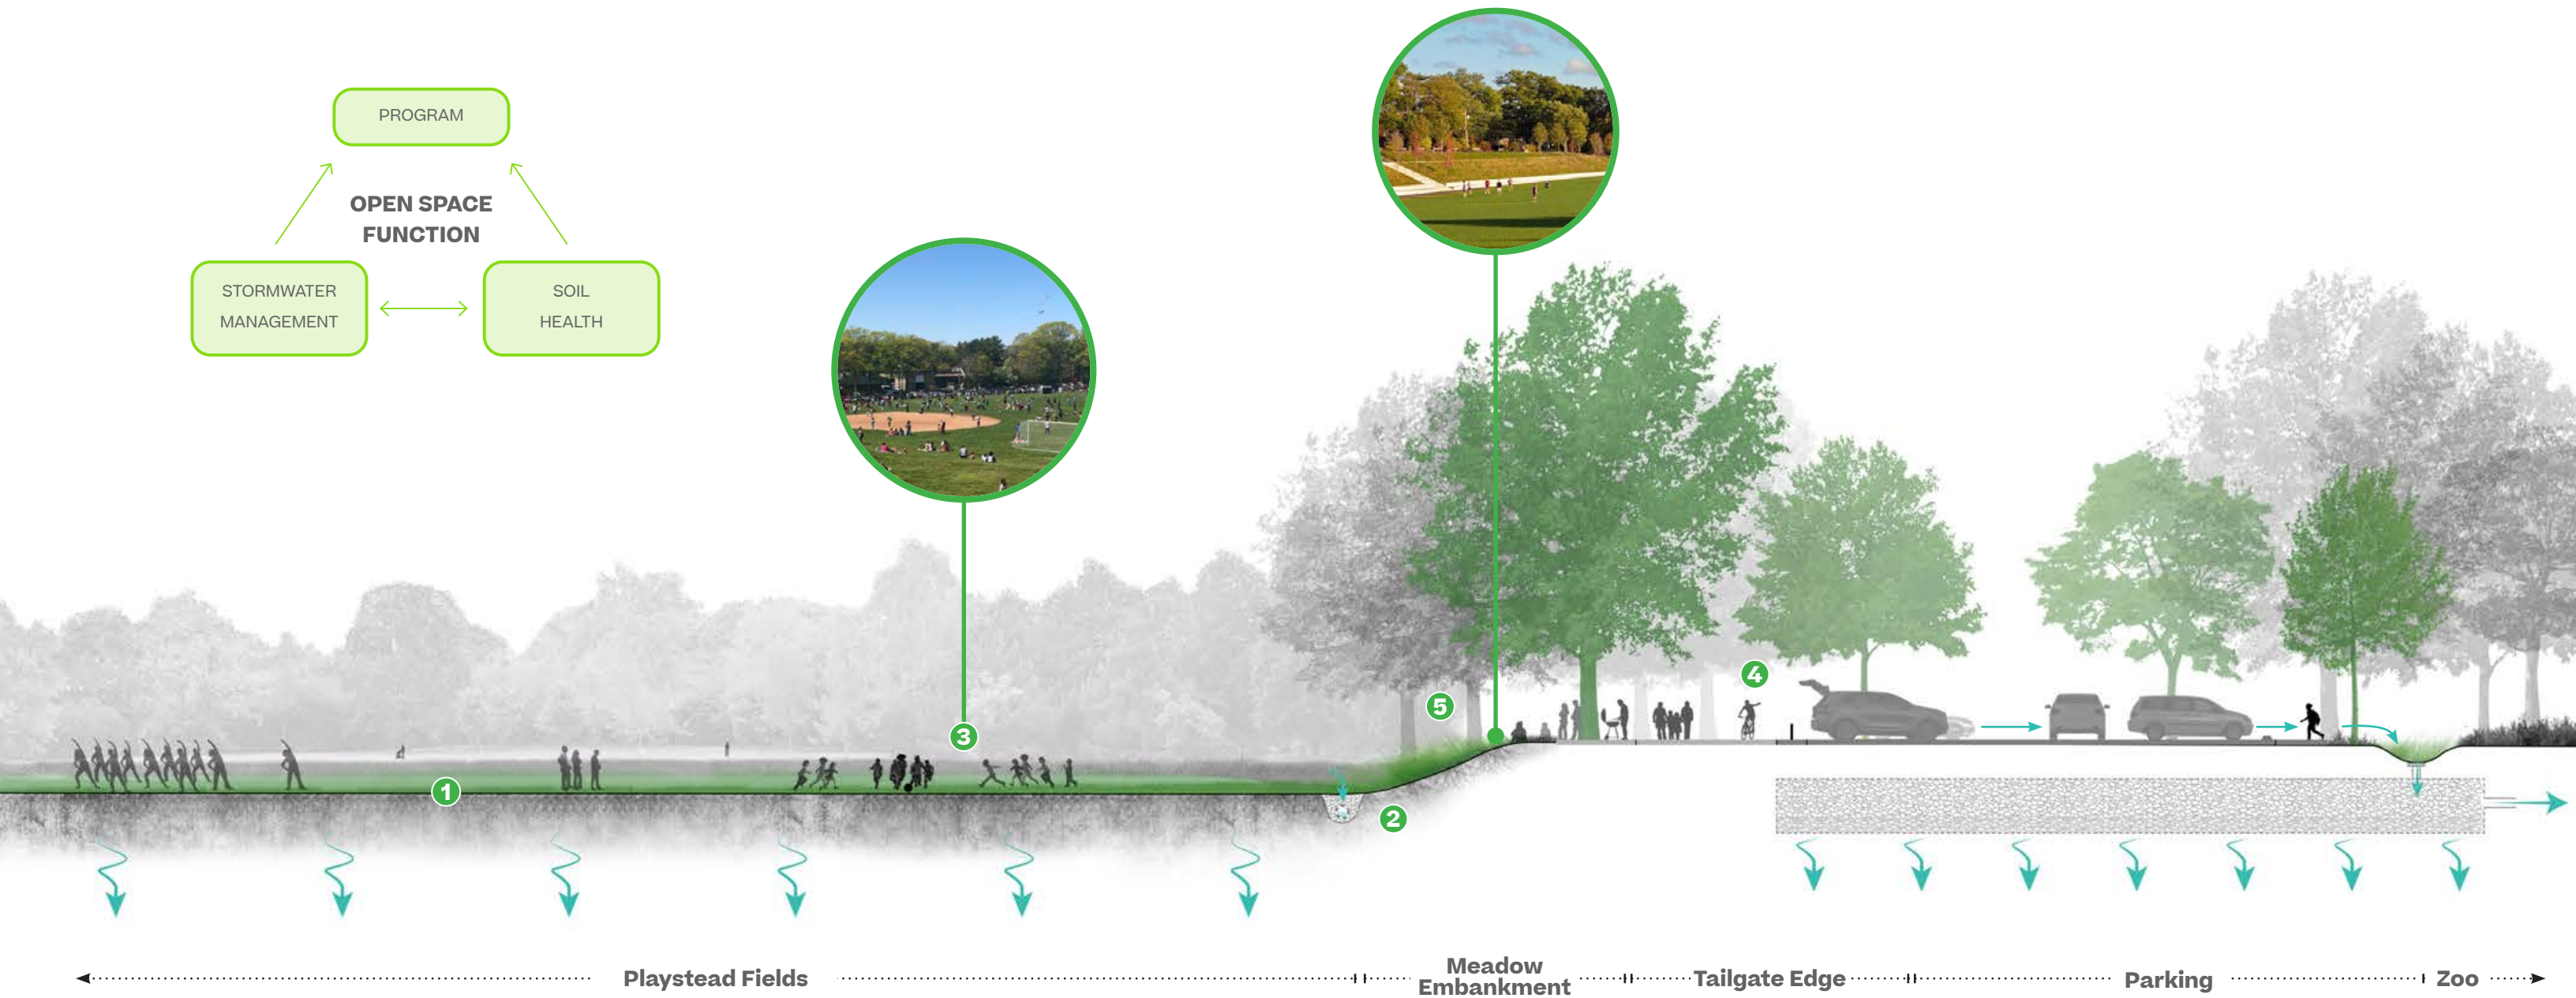 PROGRAM
OPEN SPACE
FUNCTION
STORMWATER
MANAGEMENT
SOIL
HEALTH
5
4
3
1
2
Playstead Fields
Meadow
Embankment
Tailgate Edge
Parking
Zoo